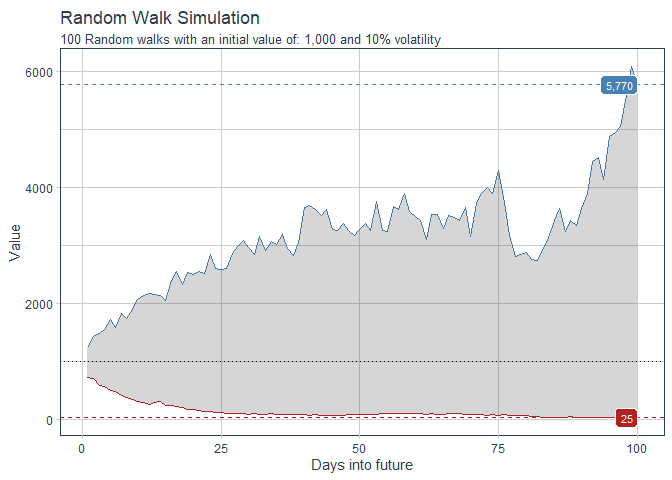 Random Walk Simulation
100 Random walks with an initial value of: 1,000 and 10% volatility
6000
5,770
4000
Value
2000
0
25
0 25 50 75 100
Days into future